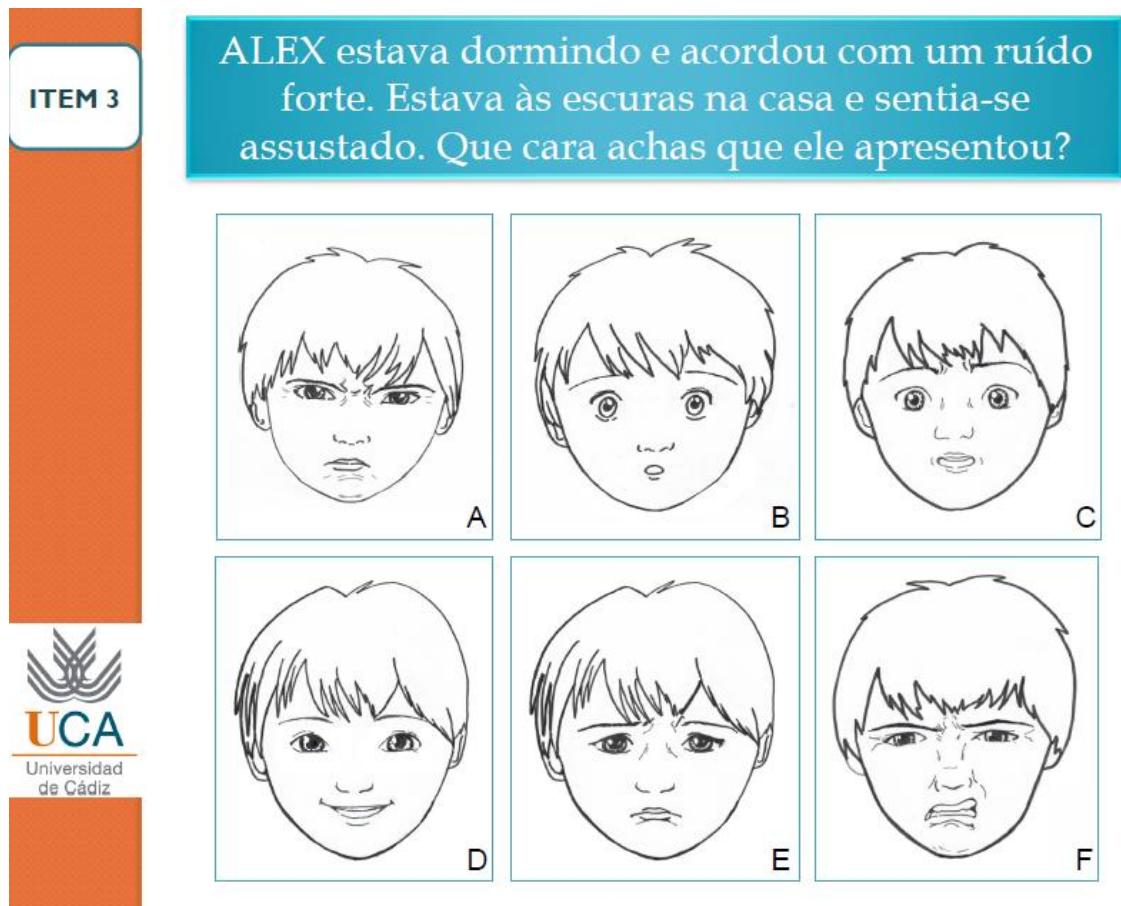 ITEM 3
ALEX estava dormindo e acordou com um ruído
forte. Estava às escuras na casa e sentia-se
assustado. Que cara achas que ele apresentou?
A
B
C
D
E
F
UCA
Universidad
de Cádiz